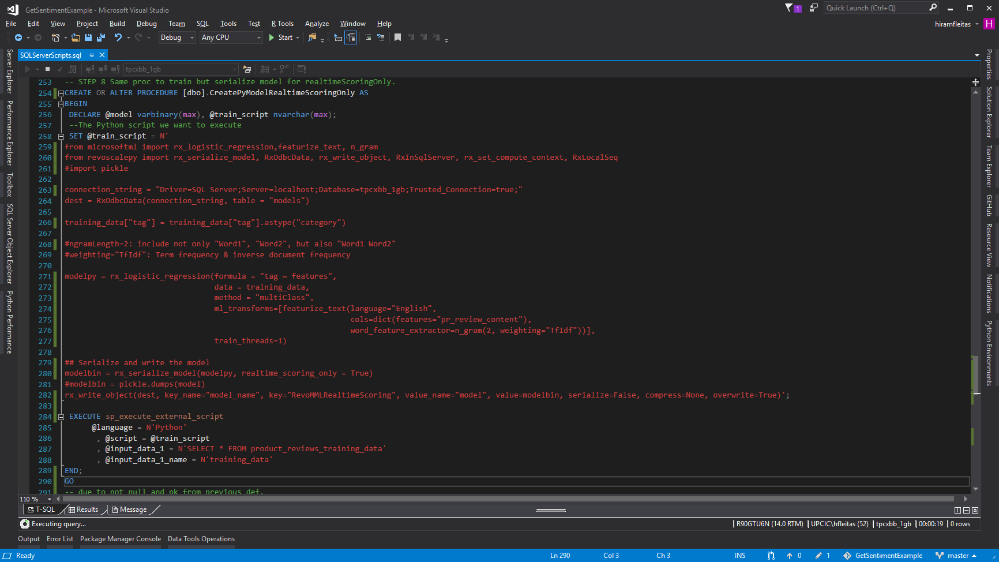 GetSentimentExample - Microsoft Visual Studio
1
Quick Launch (Ctrl+Q)
File Edit View Project Build Debug Team SQL Tools Test R Tools Analyze Window Help
hiramfleitas H
Debug Any CPU Start
SQLServerScripts.sql
tpcxbb_1gb
Server Explorer
Performance Explorer
Toolbox
SQL Server Object Explorer
Python Performance
253 -- STEP 8 Same proc to train but serialize model for realtimeScoringOnly.
254 CREATE OR ALTER PROCEDURE [dbo].CreatePyModelRealtimeScoringOnly AS
255 BEGIN
256 DECLARE @model varbinary(max), @train_script nvarchar(max);
257 --The Python script we want to execute
258 SET @train_script = N'
259 from microsoftml import rx_logistic_regression,featurize_text, n_gram
260 from revoscalepy import rx_serialize_model, RxOdbcData, rx_write_object, RxInSqlServer, rx_set_compute_context, RxLocalSeq
261 #import pickle
262
263 connection_string = "Driver=SQL Server;Server=localhost;Database=tpcxbb_1gb;Trusted_Connection=true;"
264 dest = RxOdbcData(connection_string, table = "models")
265
266 training_data["tag"] = training_data["tag"].astype("category")
267
268 #ngramLength=2: include not only "Word1", "Word2", but also "Word1 Word2"
269 #weighting="TfIdf": Term frequency & inverse document frequency
270
271 modelpy = rx_logistic_regression(formula = "tag ~ features",
272 data = training_data,
273 method = "multiClass",
274 ml_transforms=[featurize_text(language="English",
275 cols=dict(features="pr_review_content"),
276 word_feature_extractor=n_gram(2, weighting="TfIdf"))],
277 train_threads=1)
278
279 ## Serialize and write the model
280 modelbin = rx_serialize_model(modelpy, realtime_scoring_only = True)
281 #modelbin = pickle.dumps(model)
282 rx_write_object(dest, key_name="model_name", key="RevoMMLRealtimeScoring", value_name="model", value=modelbin, serialize=False, compress=None, overwrite=True)';
283
284 EXECUTE sp_execute_external_script
285 @language = N'Python'
286 , @script = @train_script
287 , @input_data_1 = N'SELECT * FROM product_reviews_training_data'
288 , @input_data_1_name = N'training_data'
289 END;
290 GO
291 -- due to not null and pk from previous def.
Properties
Solution Explorer
Team Explorer
GitHub
Resource View
Notifications
Python Environments
110 %
T-SQL Results Message
Executing query... R90GTU6N (14.0 RTM) UPCIC\hfleitas (52) tpcxbb_1gb 00:00:19 0 rows
Output Error List Package Manager Console Data Tools Operations
Ready Ln 290 Col 3 Ch 3 INS 0 1 GetSentimentExample master